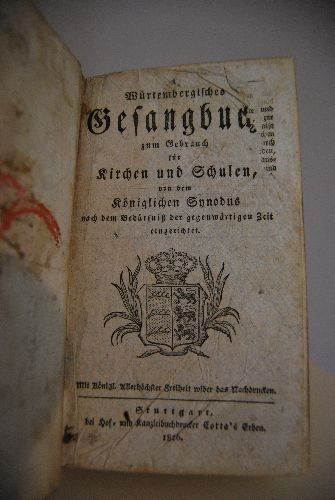 Würtembergisches
Gesangbuch
zum Gebrauch
für
Kirchen und Schulen,
von dem
Königlichen Synodus
nach dem Bedürfniß der gegenwärtigen Zeit
eingerichtet.
Mit Königl. Allerhöchster Freiheit wider das Nachdrucken.
Stuttgart,
bei Hof- und Kanzleibuchdrucker Cotta's Erben.
1826.